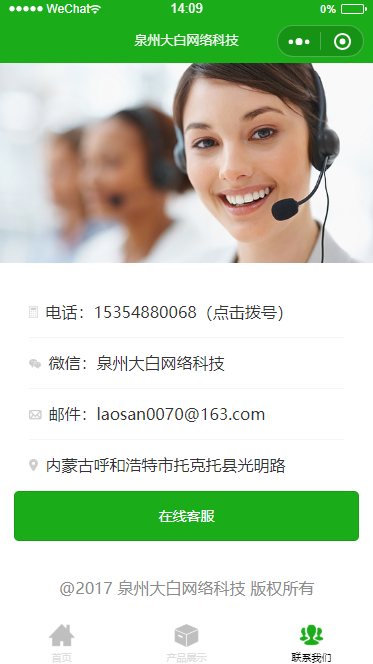 WeChat
14:09
0%
泉州大白网络科技
电话：15354880068（点击拨号）
微信：泉州大白网络科技
邮件：laosan0070@163.com
内蒙古呼和浩特市托克托县光明路
在线客服
@2017 泉州大白网络科技 版权所有
首页
产品展示
联系我们